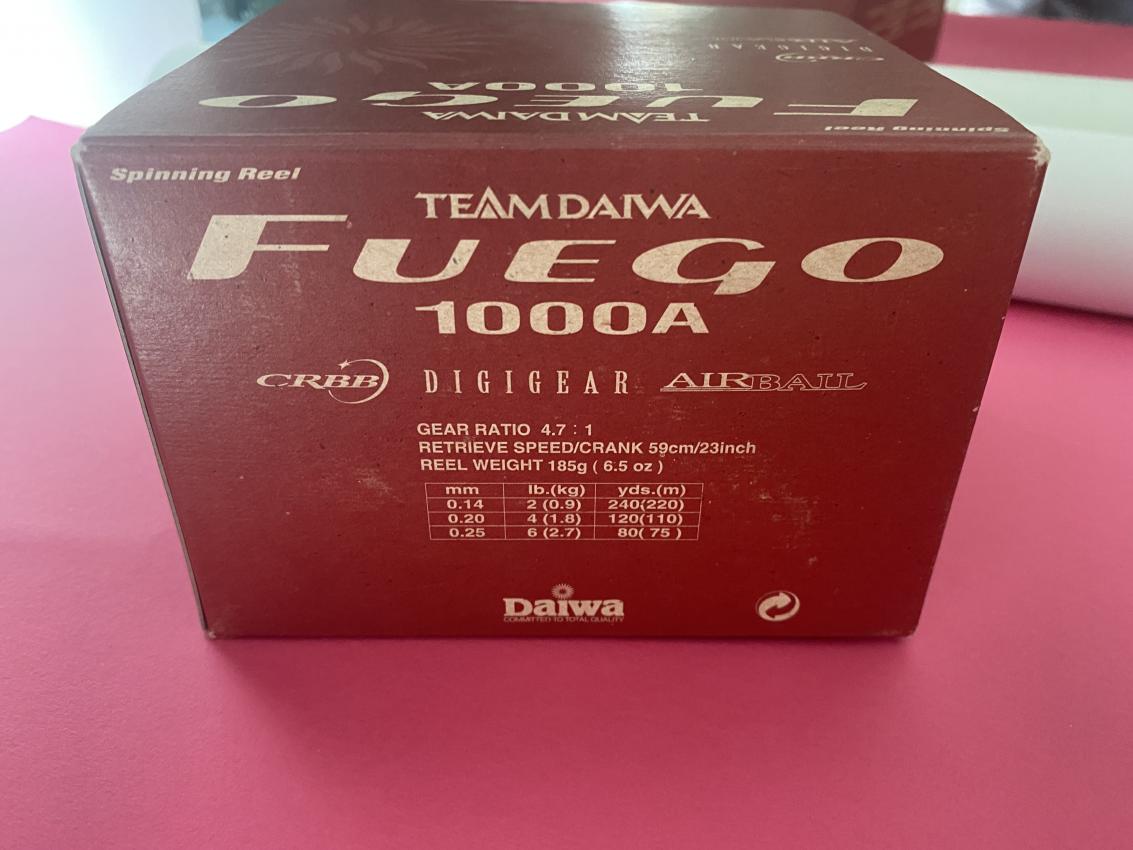 CRBB DIGIGEAR
FUEGO
1000A
TEAM DAIWA
Spinning Reel
Spinning Reel
TEAM DAIWA
FUEGO
1000A
CRBB DIGIGEAR AIRBAIL
GEAR RATIO 4.7 : 1
RETRIEVE SPEED/CRANK 59cm/23inch
REEL WEIGHT 185g ( 6.5 oz )
mm lb.(kg) yds.(m)
0.14 2 (0.9) 240(220)
0.20 4 (1.8) 120(110)
0.25 6 (2.7) 80( 75 )
Daiwa
COMMITTED TO TOTAL QUALITY